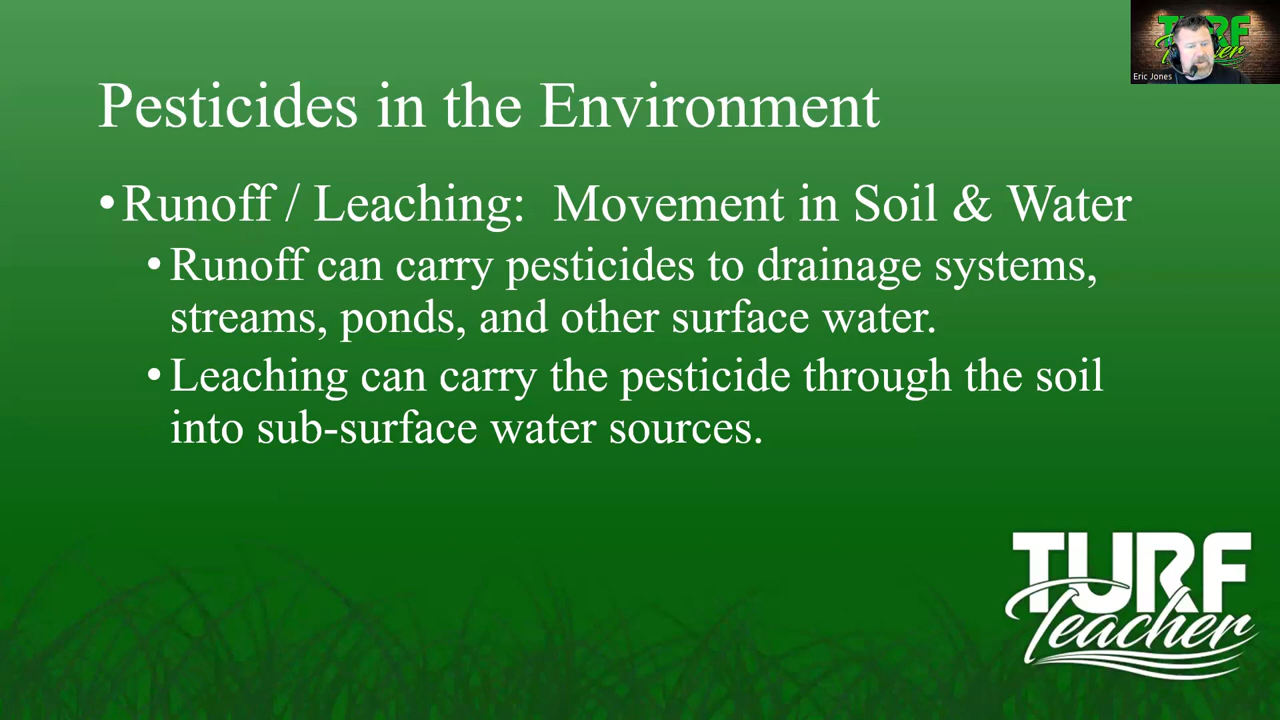 Pesticides in the Environment
•Runoff / Leaching:  Movement in Soil & Water
•Runoff can carry pesticides to drainage systems,
streams, ponds, and other surface water.
•Leaching can carry the pesticide through the soil
into sub-surface water sources.
TURF
Teacher
Eric Jones